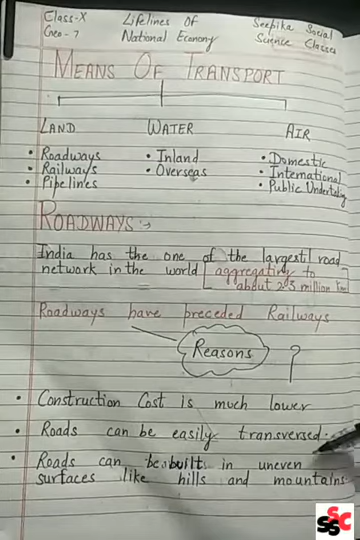 Class-X
Geo-7
Lifelines Of
National Economy
Seepika Social
Science Classes
MEANS OF TRANSPORT
LAND
WATER
AIR
• Roadways
• Railways
• Pipelines
• Inland
• Overseas
• Domestic
• International
• Public Undertaking
ROADWAYS :→
India has the one of the largest road
network in the world [aggregating to
about 2.3 million km]
Roadways have preceded Railways
Reasons ?
• Construction Cost is much lower
• Roads can be easily transversed.
• Roads can be built in uneven
surfaces like hills and mountains
SSSC